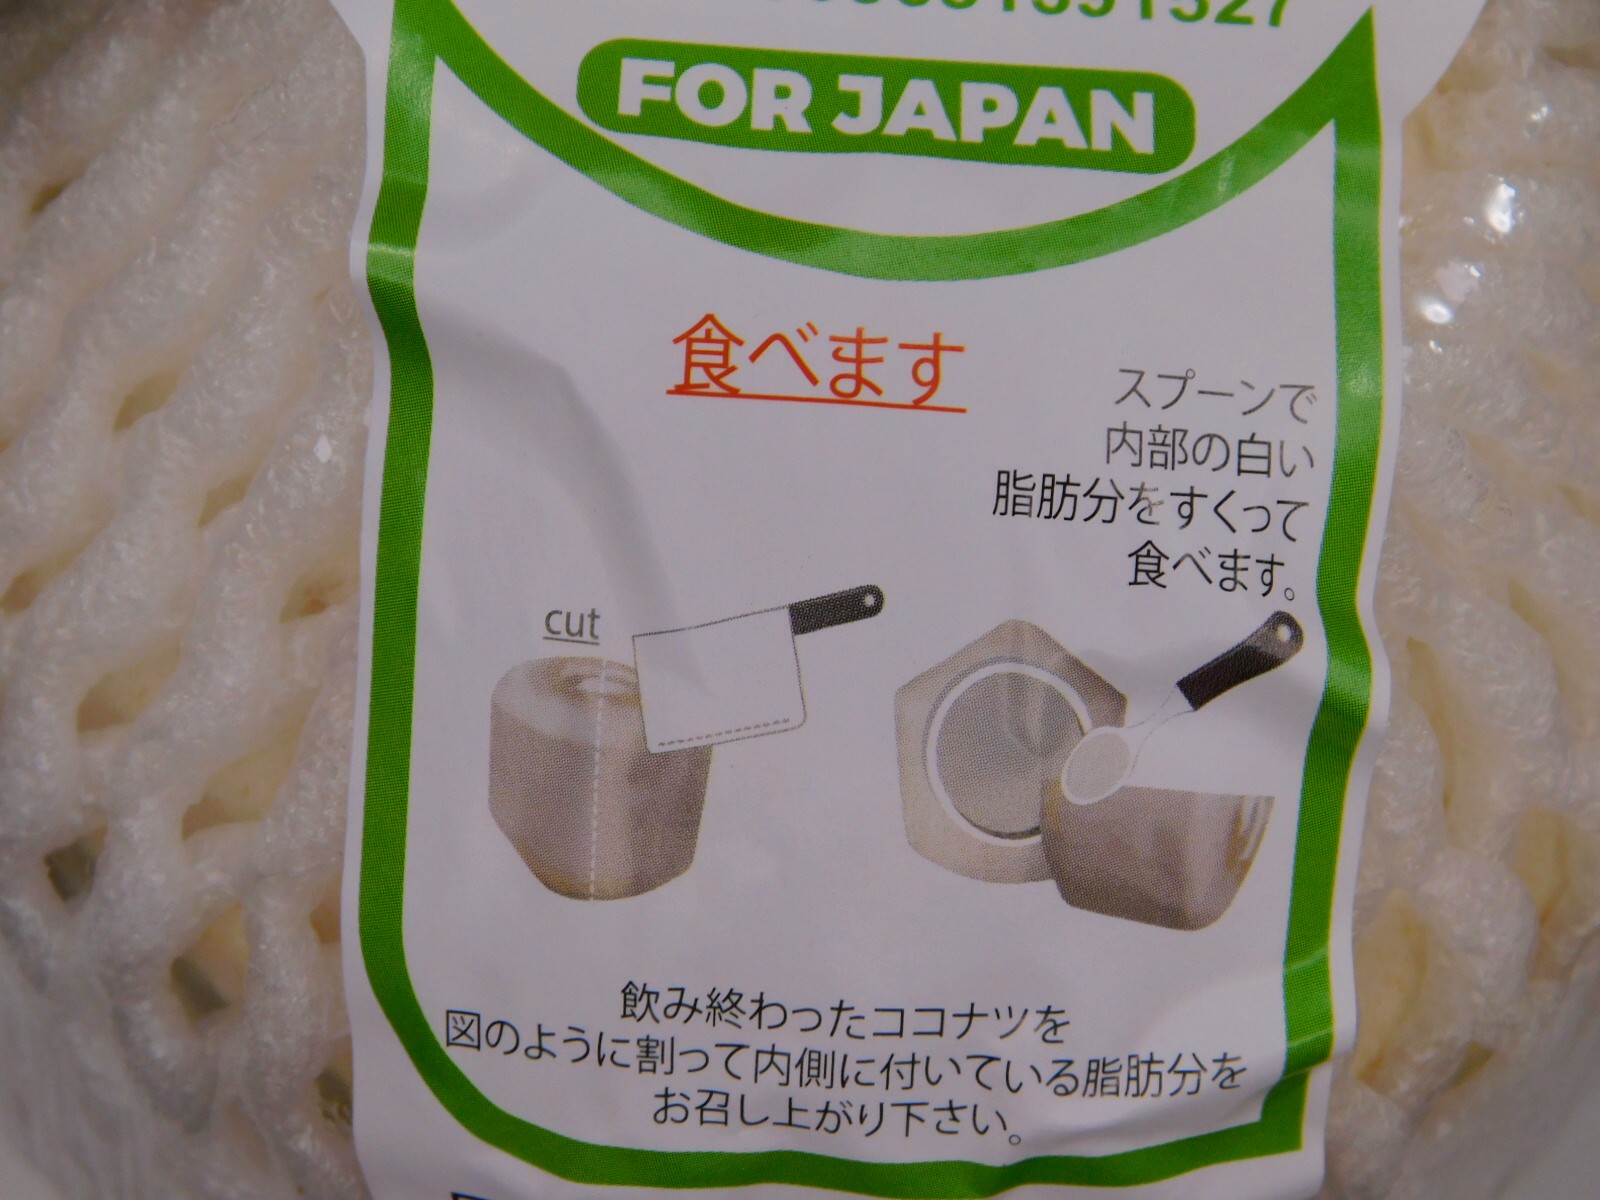 FOR JAPAN
食べます
スプーンで
内部の白い
脂肪分をすくって
食べます。
cut
飲み終わったココナツを
図のように割って内側に付いている脂肪分を
お召し上がり下さい。